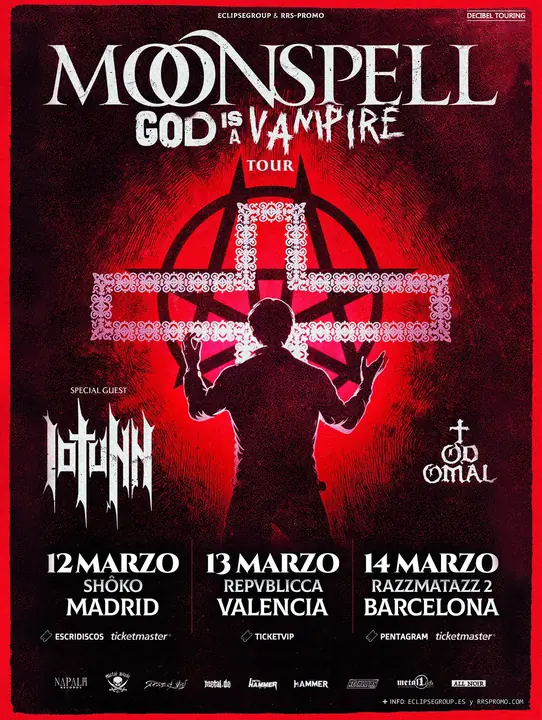 ECLIPSEGROUP & RRS-PROMO
DECIBEL TOURING
MOONSPELL
GOD IS A VAMPIRE
TOUR
SPECIAL GUEST
IOTUNN
OD
OMAL
12 MARZO
SHÔKO
MADRID
ESCRIDISCOS ticketmaster®
13 MARZO
REPVBLICCA
VALENCIA
TICKETVIP
14 MARZO
RAZZMATAZZ 2
BARCELONA
PENTAGRAM ticketmaster®
NAPALM
RECORDS
metal.de
HAMMER
HAMMER
metal1
ALL NOIR
+ INFO: ECLIPSEGROUP.ES y RRSPROMO.COM